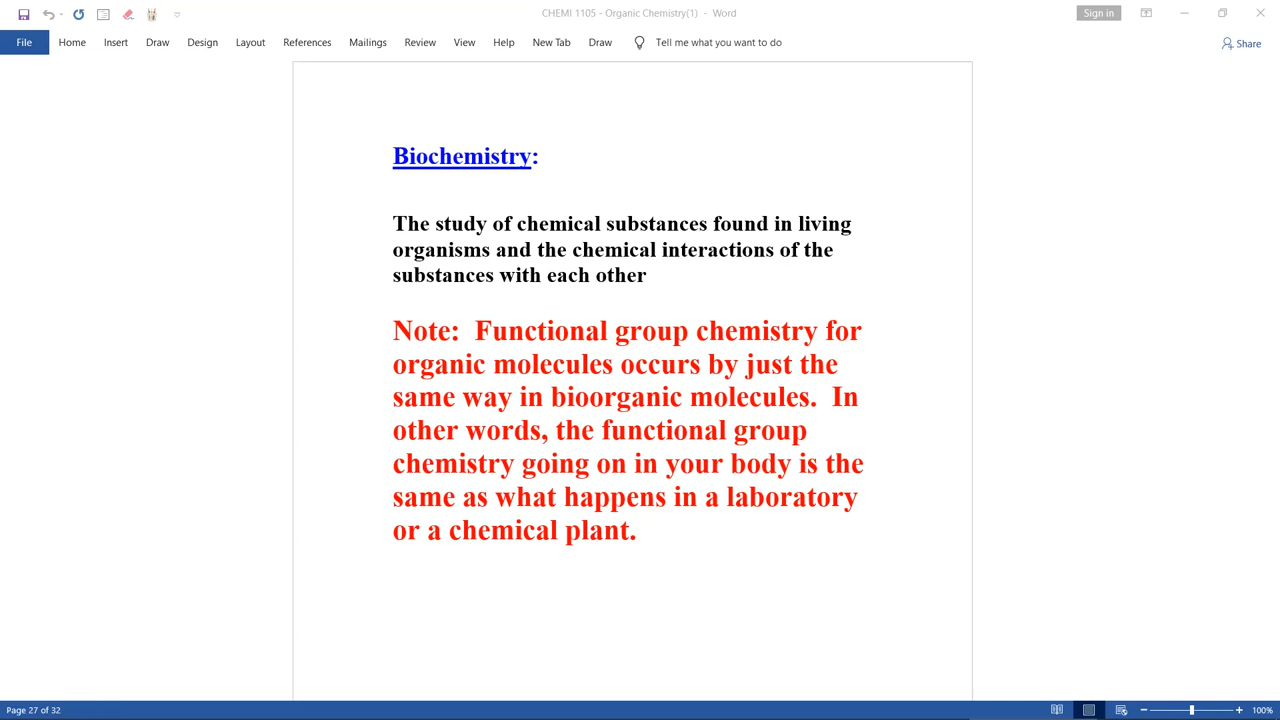 CHEMI 1105 - Organic Chemistry(1) - Word
Sign in
File Home Insert Draw Design Layout References Mailings Review View Help New Tab Draw Tell me what you want to do Share
Biochemistry:
The study of chemical substances found in living
organisms and the chemical interactions of the
substances with each other
Note: Functional group chemistry for
organic molecules occurs by just the
same way in bioorganic molecules. In
other words, the functional group
chemistry going on in your body is the
same as what happens in a laboratory
or a chemical plant.
Page 27 of 32
100%